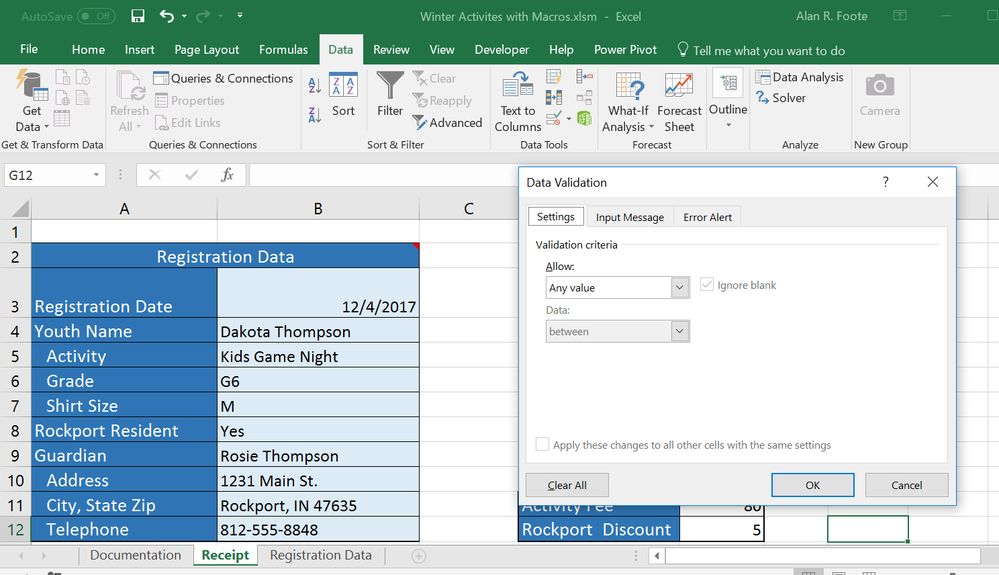 AutoSave Off
Winter Activites with Macros.xlsm - Excel
Alan R. Foote
File Home Insert Page Layout Formulas Data Review View Developer Help Power Pivot Tell me what you want to do
Get Data
Get & Transform Data
Refresh All
Queries & Connections
Properties
Edit Links
Queries & Connections
Sort
Filter
Clear
Reapply
Advanced
Sort & Filter
Text to Columns
Data Tools
What-If Analysis
Forecast Sheet
Forecast
Outline
Data Analysis
Solver
Analyze
Camera
New Group
G12
fx
A B C
1
2 Registration Data
3 Registration Date 12/4/2017
4 Youth Name Dakota Thompson
5 Activity Kids Game Night
6 Grade G6
7 Shirt Size M
8 Rockport Resident Yes
9 Guardian Rosie Thompson
10 Address 1231 Main St.
11 City, State Zip Rockport, IN 47635
12 Telephone 812-555-8848
Data Validation ?
Settings Input Message Error Alert
Validation criteria
Allow:
Any value
Ignore blank
Data:
between
Apply these changes to all other cells with the same settings
Clear All OK Cancel
Activity Fee 80
Rockport Discount 5
Documentation Receipt Registration Data